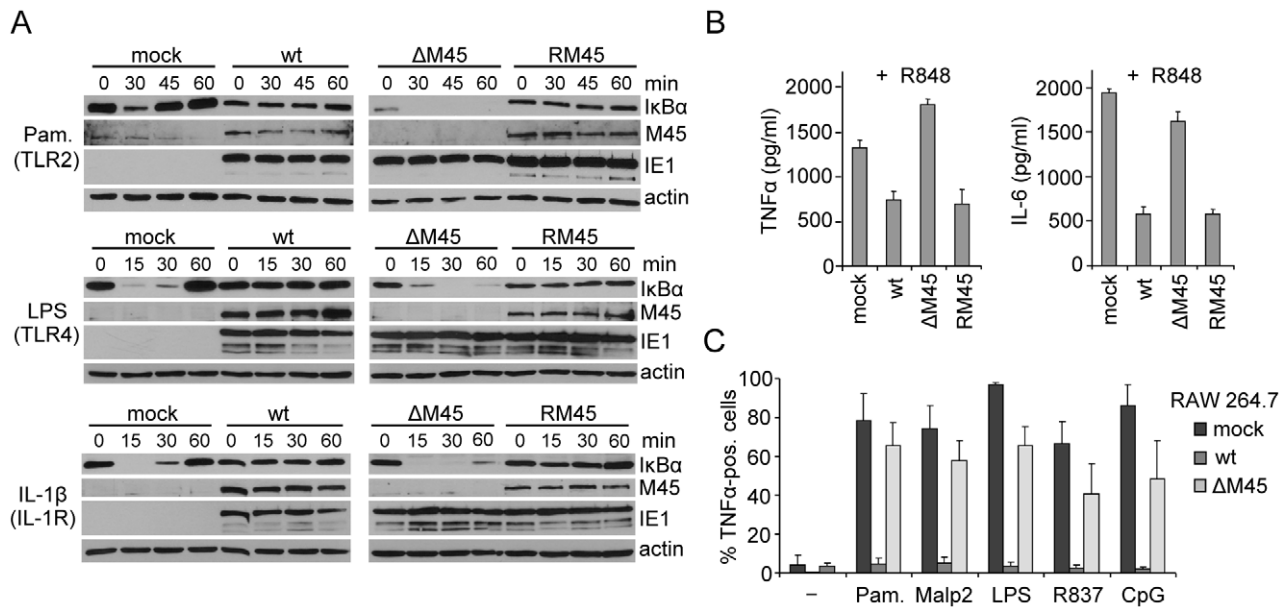 A
mock wt ΔM45 RM45
0 30 45 60 0 30 45 60 0 30 45 60 0 30 45 60 min
IκBα
Pam.
(TLR2)
M45
IE1
actin
mock wt ΔM45 RM45
0 15 30 60 0 15 30 60 0 15 30 60 0 15 30 60 min
IκBα
LPS
(TLR4)
M45
IE1
actin
mock wt ΔM45 RM45
0 15 30 60 0 15 30 60 0 15 30 60 0 15 30 60 min
IκBα
IL-1β
(IL-1R)
M45
IE1
actin
B
+ R848
TNFα (pg/ml)
2000
1500
1000
500
0
mock wt ΔM45 RM45
+ R848
IL-6 (pg/ml)
2000
1500
1000
500
0
mock wt ΔM45 RM45
C
% TNFα-pos. cells
100
80
60
40
20
0
– Pam. Malp2 LPS R837 CpG
RAW 264.7
mock
wt
ΔM45